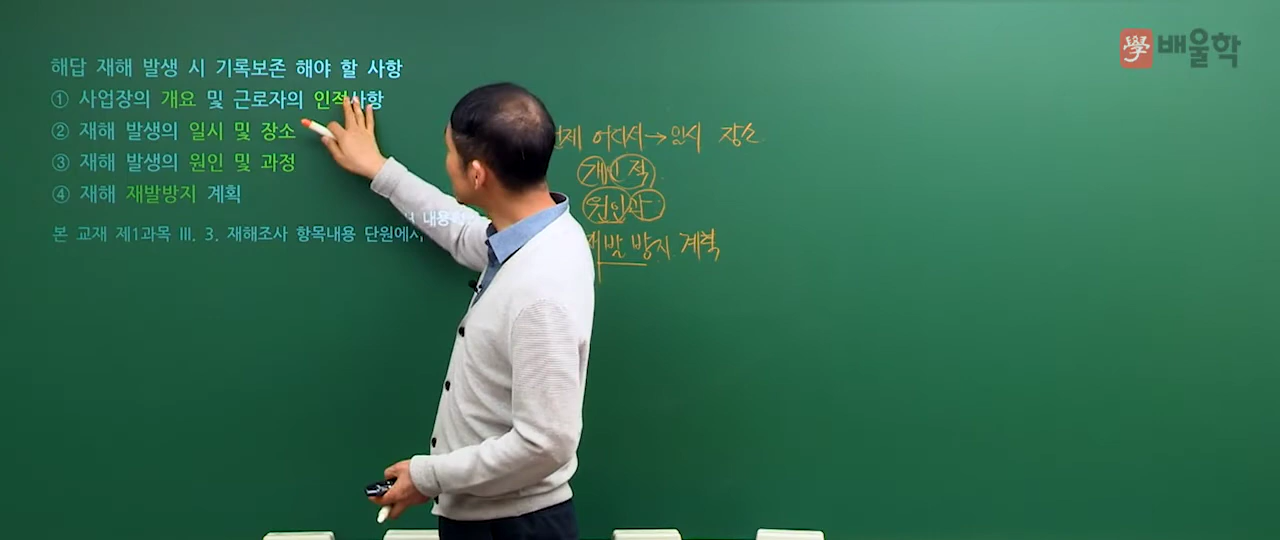 學 배울학
해답 재해 발생 시 기록보존 해야 할 사항
① 사업장의 개요 및 근로자의 인적사항
② 재해 발생의 일시 및 장소
③ 재해 발생의 원인 및 과정
④ 재해 재발방지 계획
본 교재 제1과목 Ⅲ. 3. 재해조사 항목내용 단원에서
내용
어디서→일시 장소
개인적
원인과
방지 계획